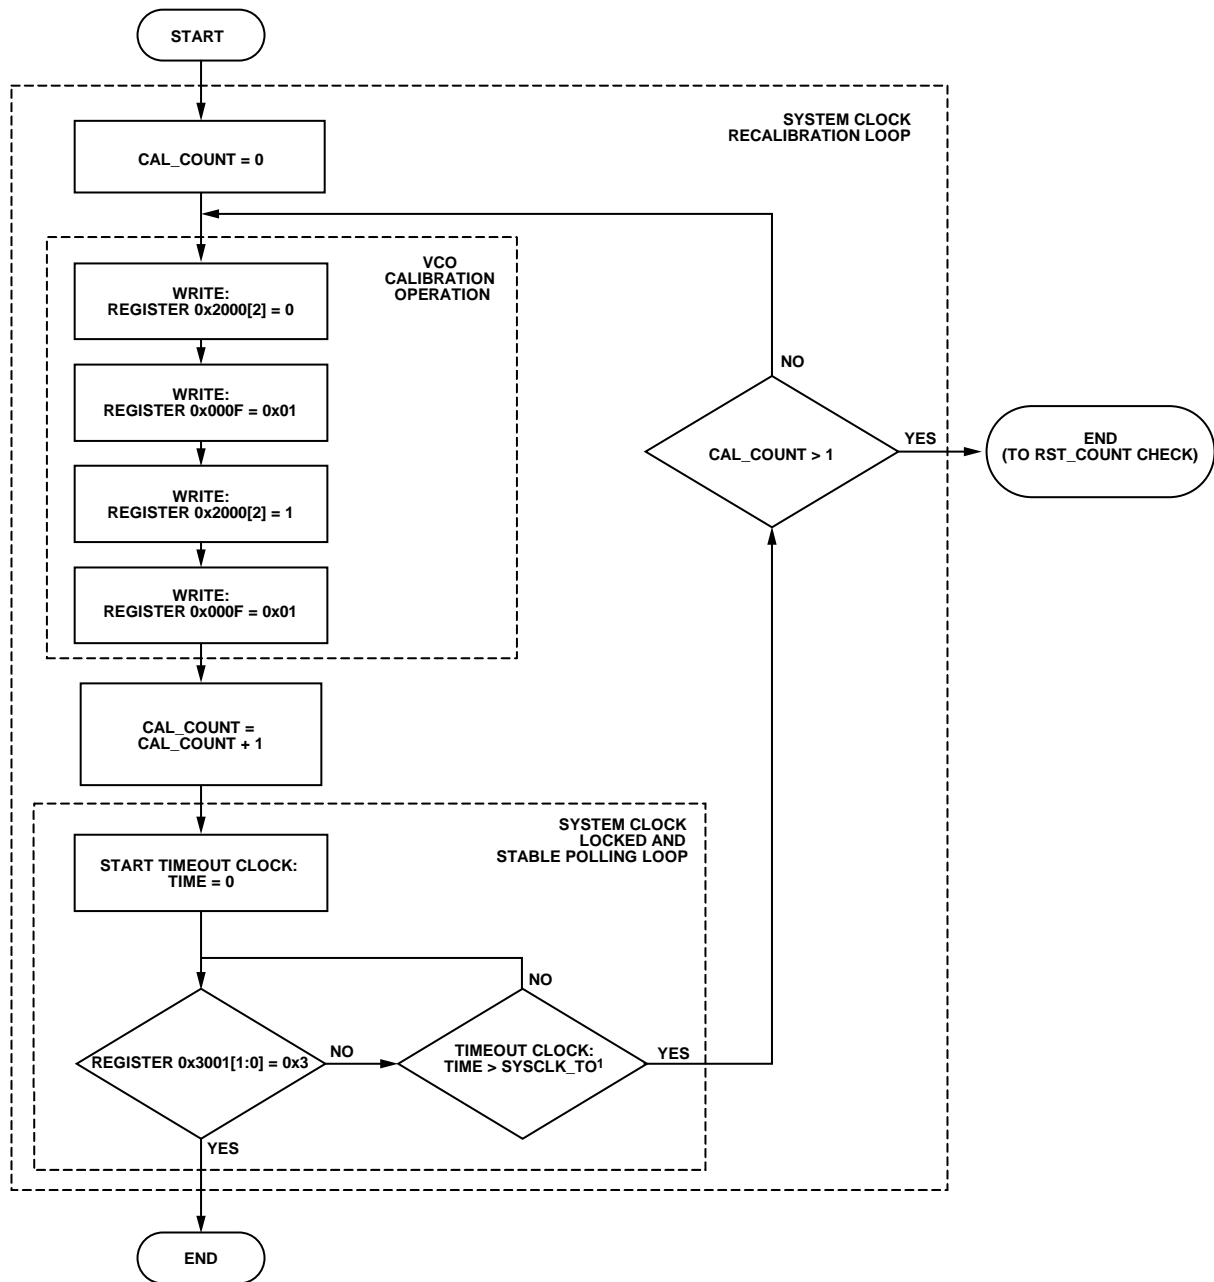 START
SYSTEM CLOCK
RECALIBRATION LOOP
CAL_COUNT = 0
VCO
CALIBRATION
OPERATION
WRITE:
REGISTER 0x2000[2] = 0
WRITE:
REGISTER 0x000F = 0x01
NO
CAL_COUNT > 1
YES
END
(TO RST_COUNT CHECK)
WRITE:
REGISTER 0x2000[2] = 1
WRITE:
REGISTER 0x000F = 0x01
CAL_COUNT =
CAL_COUNT + 1
SYSTEM CLOCK
LOCKED AND
STABLE POLLING LOOP
START TIMEOUT CLOCK:
TIME = 0
NO
REGISTER 0x3001[1:0] = 0x3
NO
TIMEOUT CLOCK:
TIME > SYSCLK_TO¹
YES
YES
END